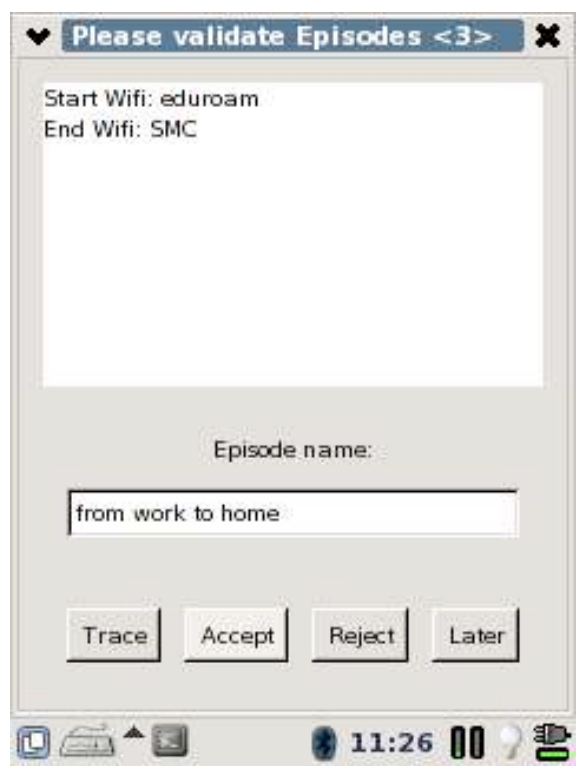 Please validate Episodes <3>
Start Wifi: eduroam
End Wifi: SMC
Episode name:
from work to home
Trace Accept Reject Later
11:26